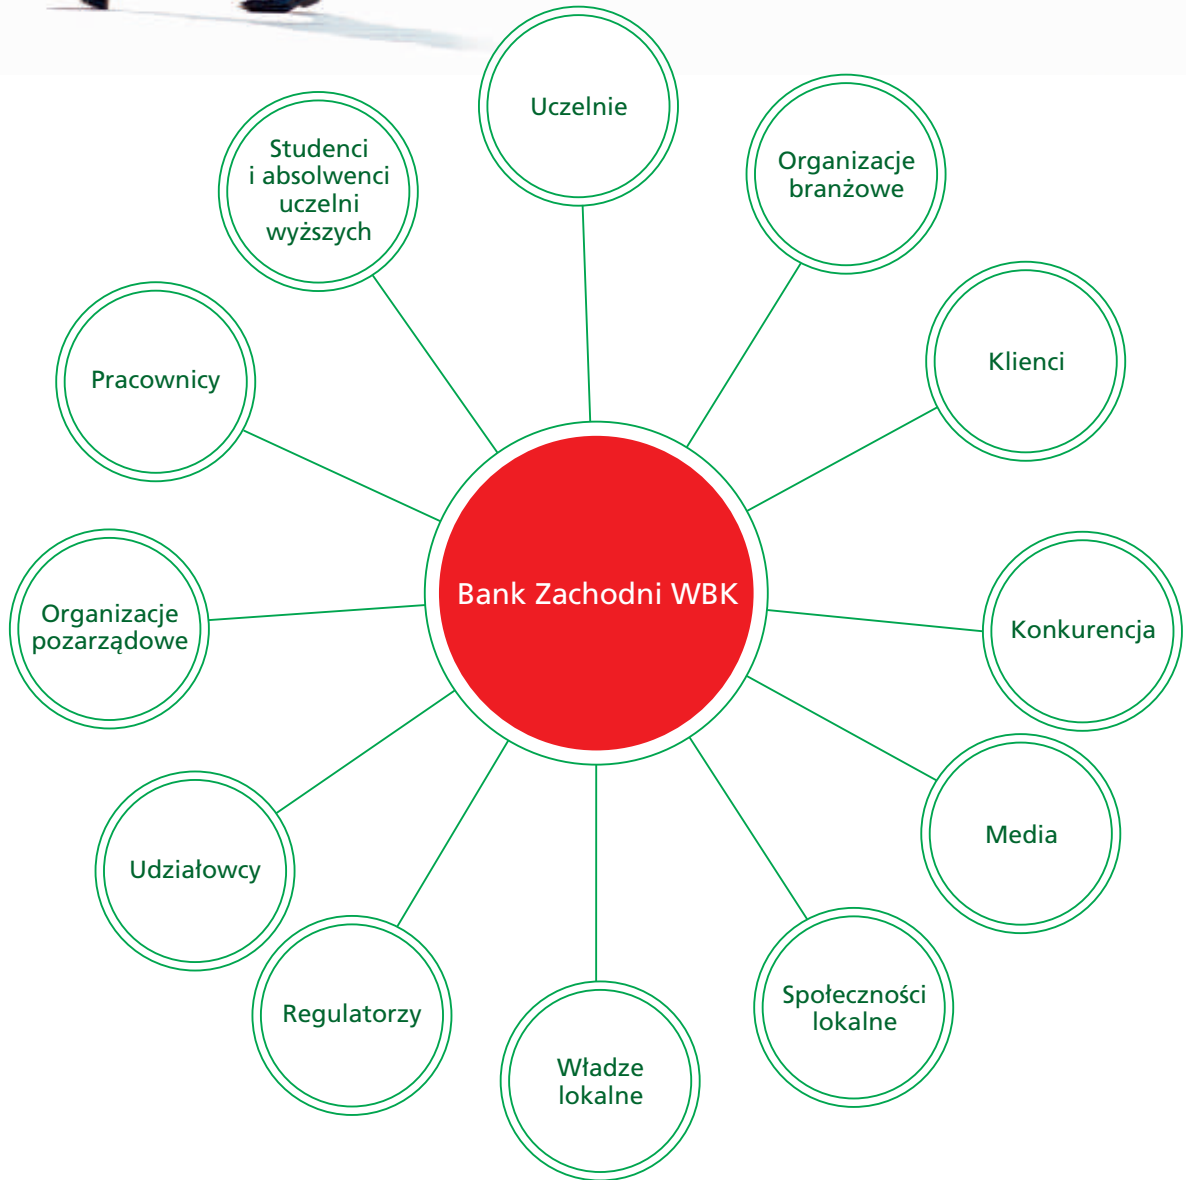 Uczelnie
Organizacje
branżowe
Studenci
i absolwenci
uczelni
wyższych
Klienci
Pracownicy
Bank Zachodni WBK
Organizacje
pozarządowe
Konkurencja
Media
Udziałowcy
Społeczności
lokalne
Regulatorzy
Władze
lokalne